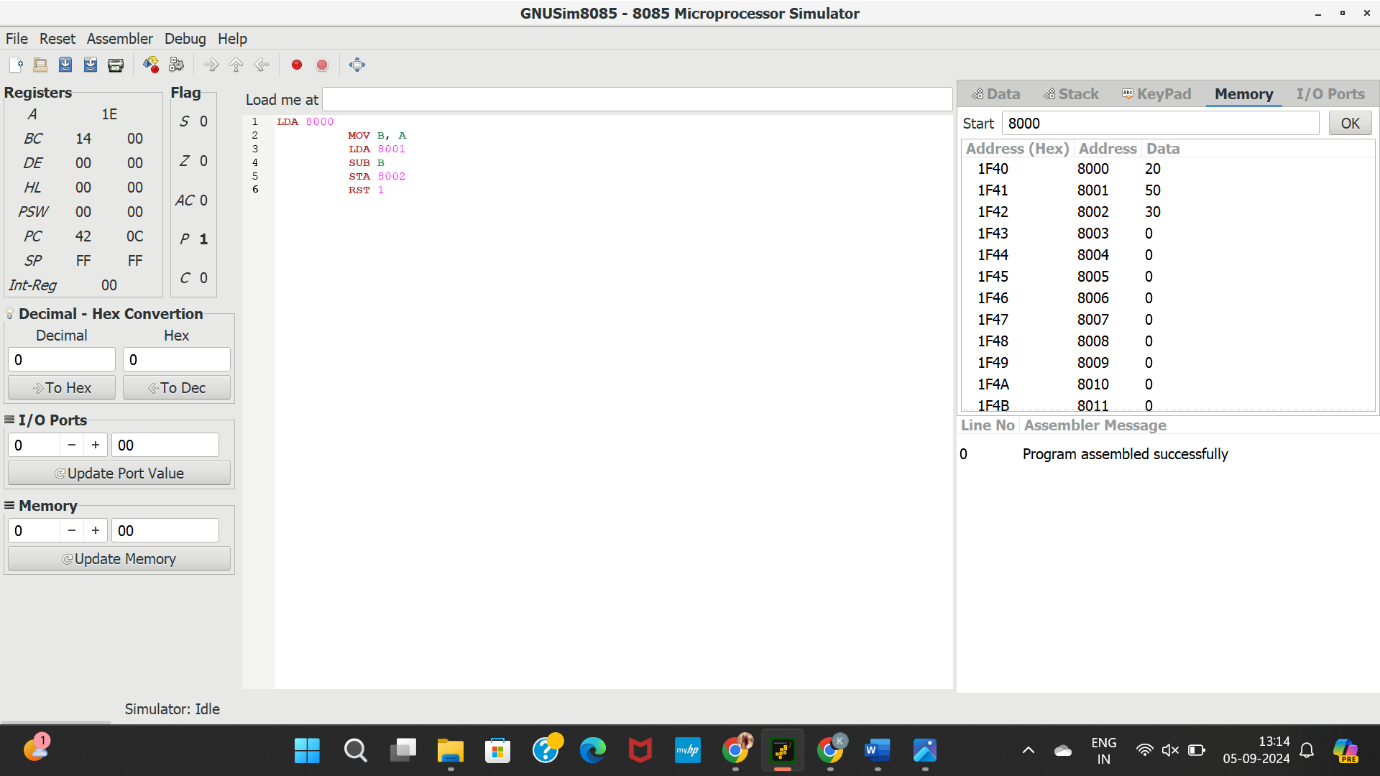 GNUSim8085 - 8085 Microprocessor Simulator
File Reset Assembler Debug Help
Registers
A 1E
BC 14 00
DE 00 00
HL 00 00
PSW 00 00
PC 42 0C
SP FF FF
Int-Reg 00
Flag
S 0
Z 0
AC 0
P 1
C 0
Decimal - Hex Convertion
Decimal Hex
0 0
To Hex To Dec
I/O Ports
0 - + 00
Update Port Value
Memory
0 - + 00
Update Memory
Load me at
1 LDA 8000
2 MOV B, A
3 LDA 8001
4 SUB B
5 STA 8002
6 RST 1
Data Stack KeyPad Memory I/O Ports
Start 8000 OK
Address (Hex) Address Data
1F40 8000 20
1F41 8001 50
1F42 8002 30
1F43 8003 0
1F44 8004 0
1F45 8005 0
1F46 8006 0
1F47 8007 0
1F48 8008 0
1F49 8009 0
1F4A 8010 0
1F4B 8011 0
Line No Assembler Message
0 Program assembled successfully
Simulator: Idle
1
myhp
K
W
ENG
IN
13:14
05-09-2024
PRE